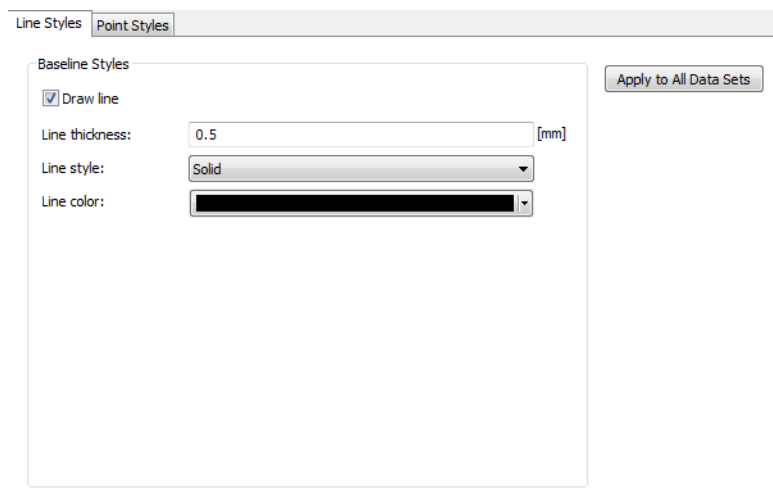 Line Styles Point Styles
Baseline Styles
Apply to All Data Sets
Draw line
Line thickness: 0.5 [mm]
Line style: Solid
Line color: